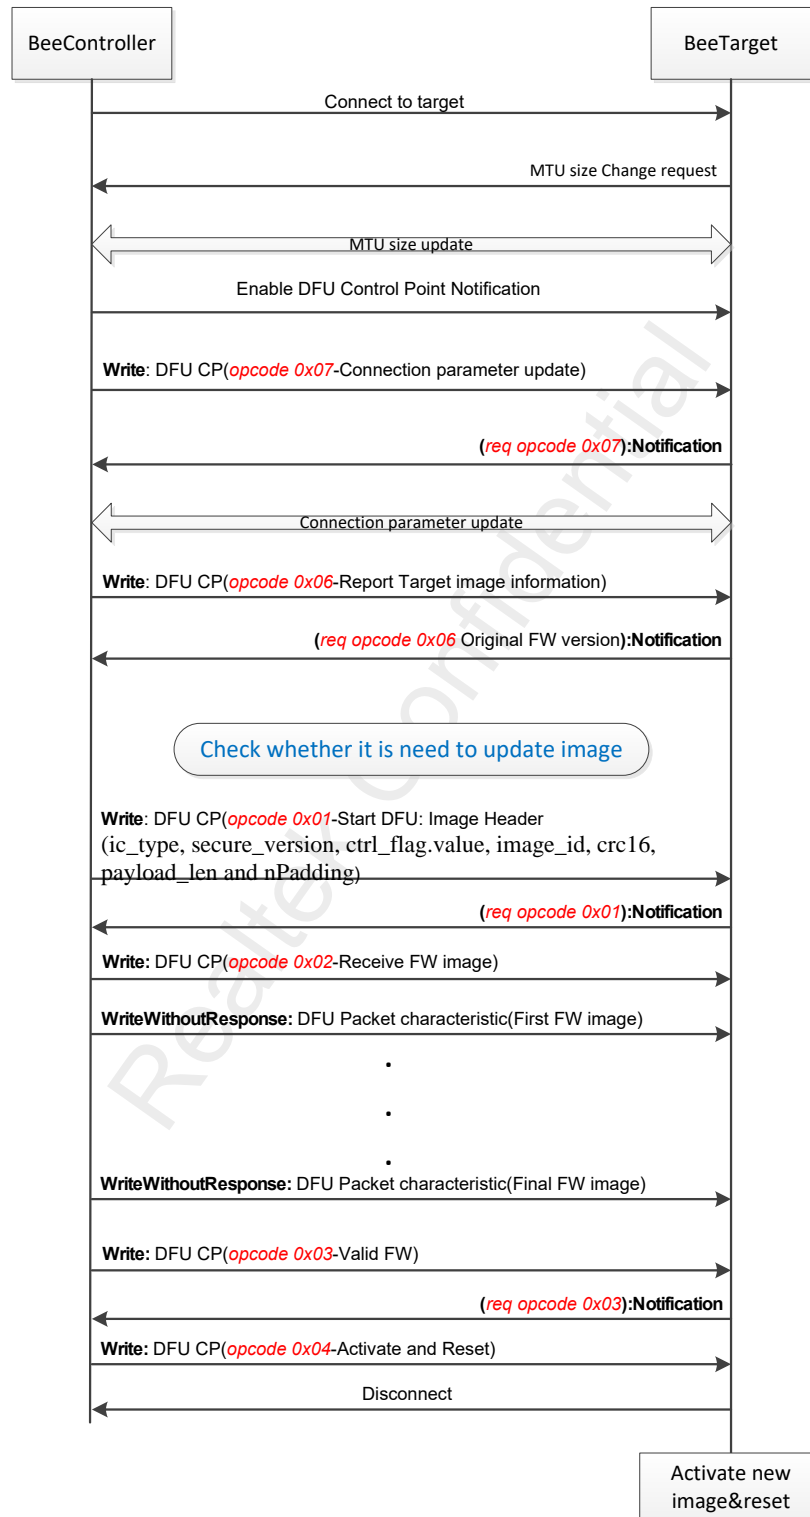 BeeController
BeeTarget
Connect to target
MTU size Change request
MTU size update
Enable DFU Control Point Notification
Write: DFU CP(opcode 0x07-Connection parameter update)
(req opcode 0x07):Notification
Connection parameter update
Write: DFU CP(opcode 0x06-Report Target image information)
(req opcode 0x06 Original FW version):Notification
Check whether it is need to update image
Write: DFU CP(opcode 0x01-Start DFU: Image Header
(ic_type, secure_version, ctrl_flag.value, image_id, crc16,
payload_len and nPadding)
(req opcode 0x01):Notification
Write: DFU CP(opcode 0x02-Receive FW image)
WriteWithoutResponse: DFU Packet characteristic(First FW image)
.
.
.
WriteWithoutResponse: DFU Packet characteristic(Final FW image)
Write: DFU CP(opcode 0x03-Valid FW)
(req opcode 0x03):Notification
Write: DFU CP(opcode 0x04-Activate and Reset)
Disconnect
Activate new
image&reset
Realtek Confidential